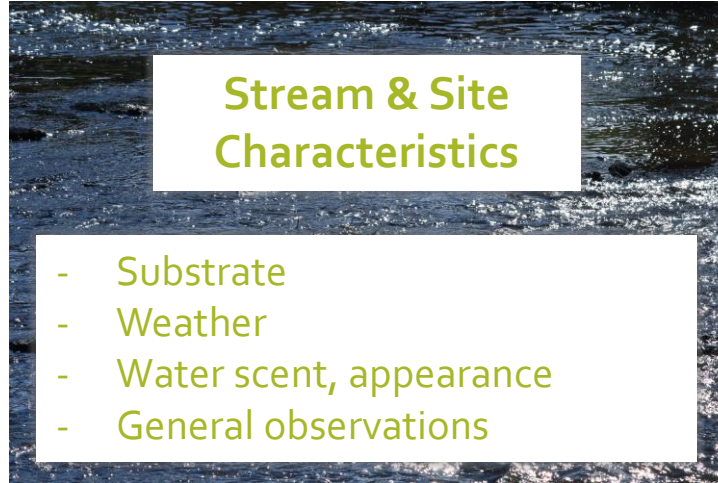 Stream & Site
Characteristics
- Substrate
- Weather
- Water scent, appearance
- General observations